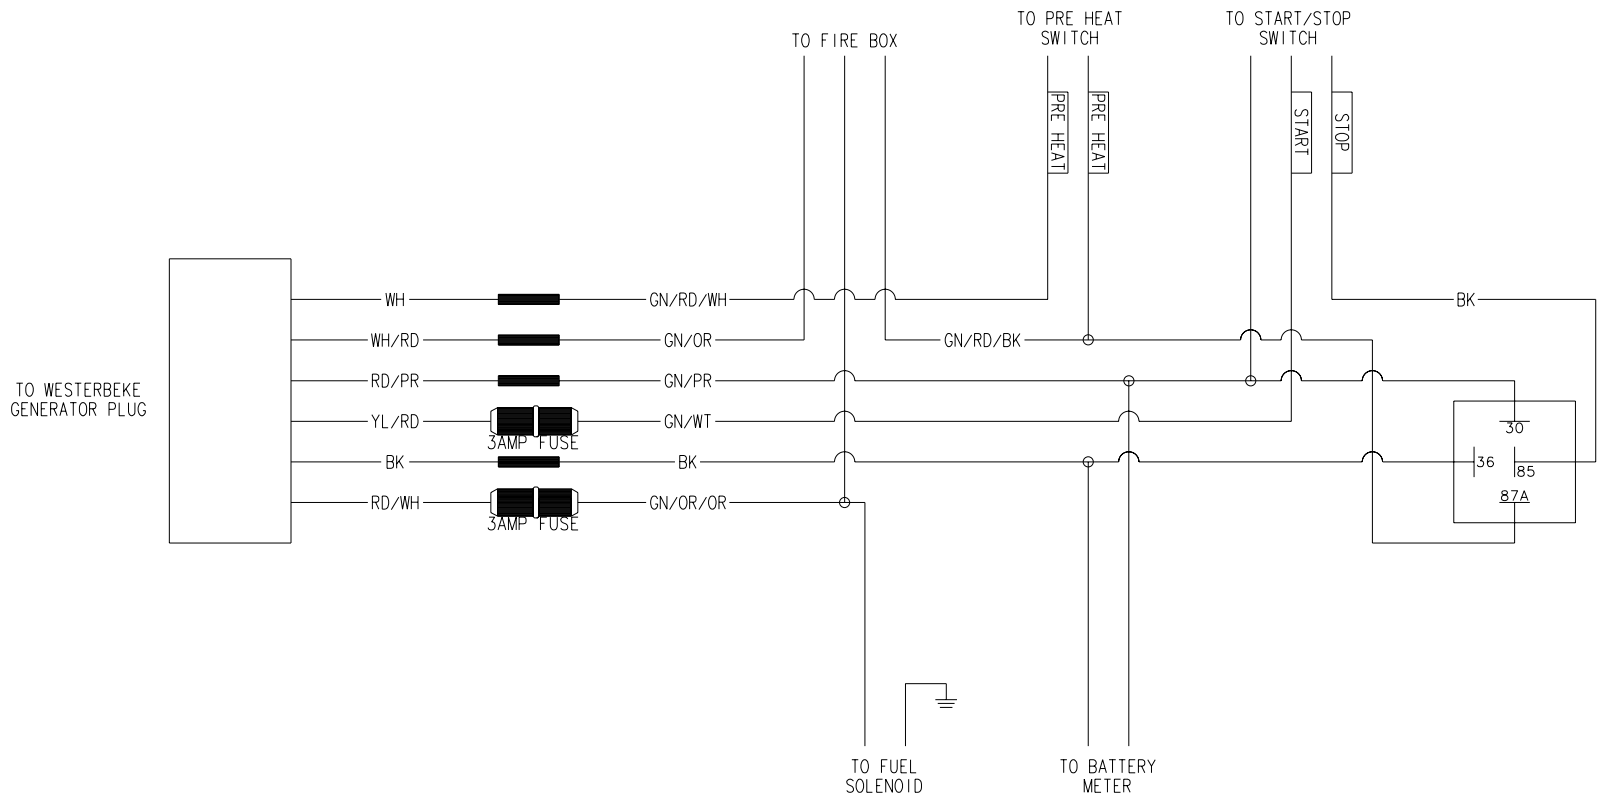 TO PRE HEAT
SWITCH
TO START/STOP
SWITCH
TO FIRE BOX
PRE HEAT
PRE HEAT
START
STOP
WH
GN/RD/WH
BK
WH/RD
GN/OR
GN/RD/BK
RD/PR
GN/PR
TO WESTERBEKE
GENERATOR PLUG
YL/RD
GN/WT
3AMP FUSE
30
BK
BK
36
85
RD/WH
GN/OR/OR
87A
3AMP FUSE
TO FUEL
SOLENOID
TO BATTERY
METER